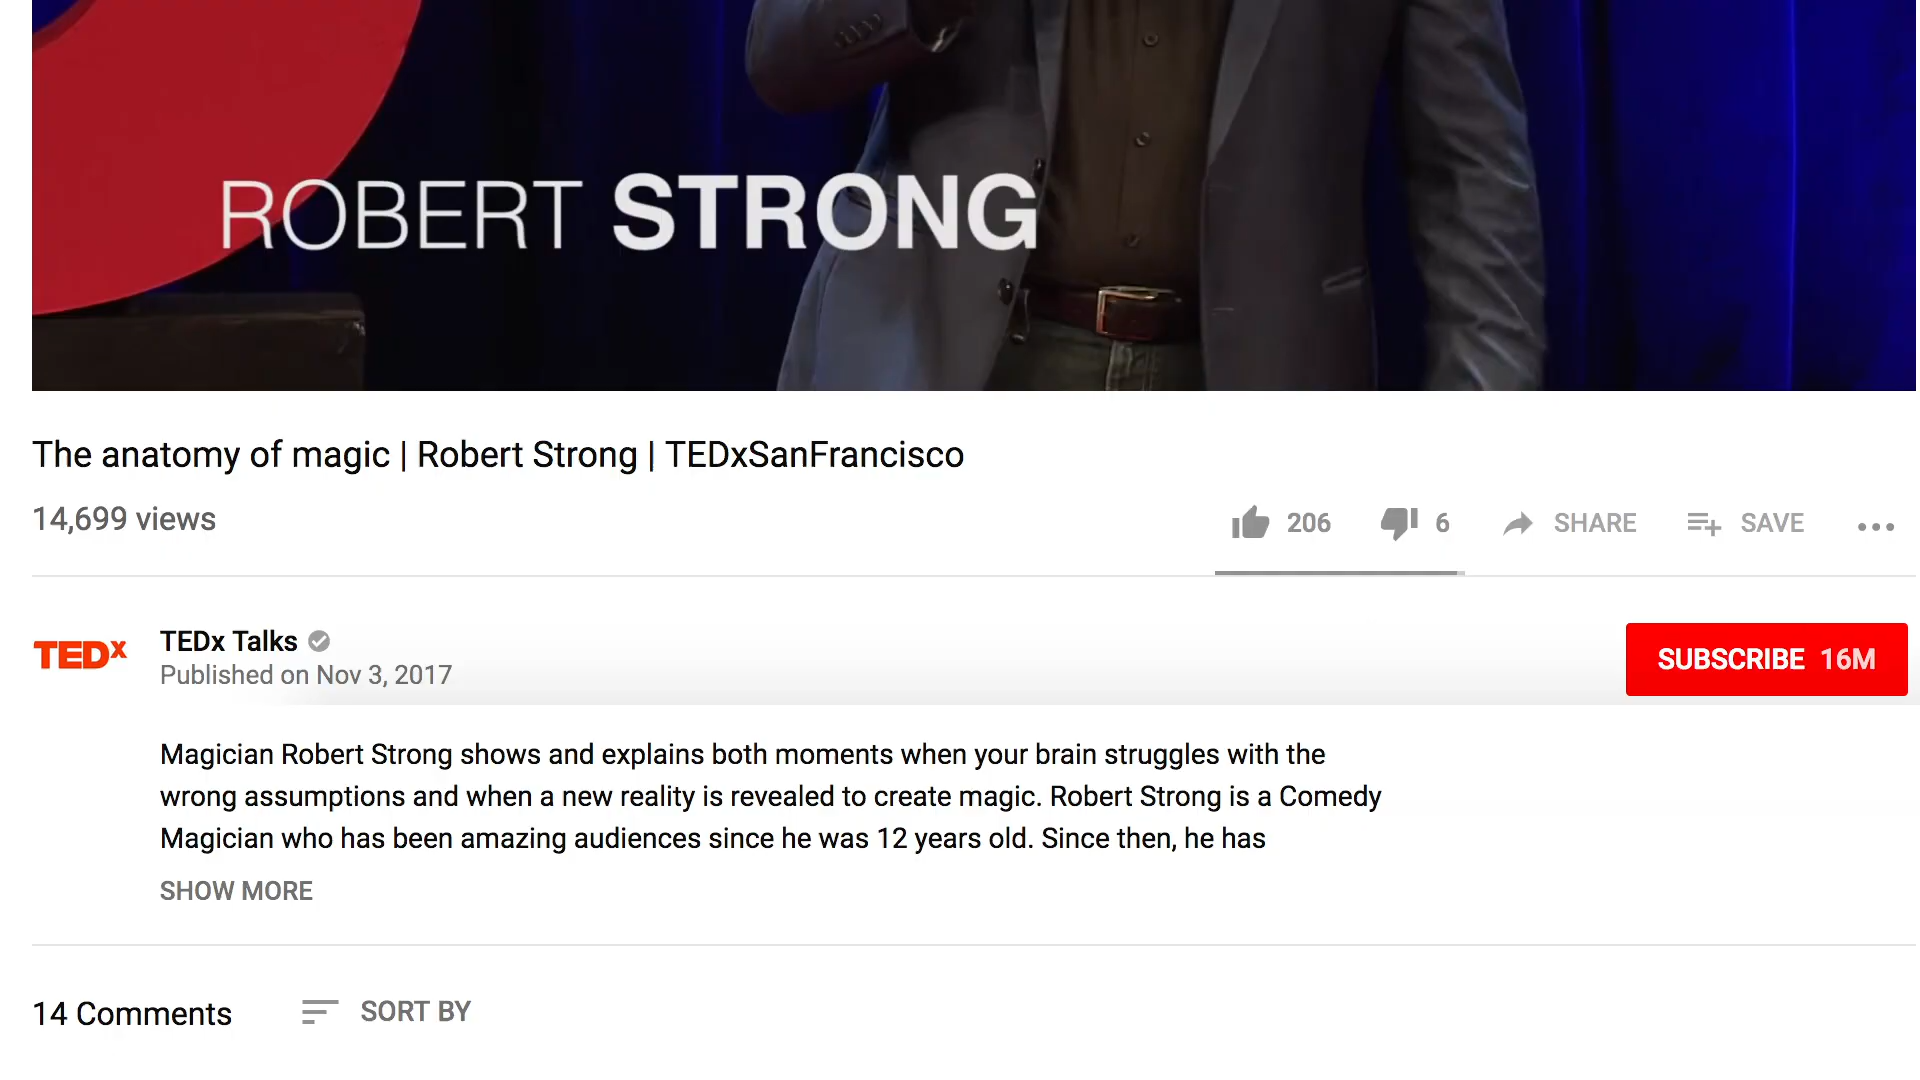 ROBERT STRONG
The anatomy of magic | Robert Strong | TEDxSanFrancisco
14,699 views
206
6
SHARE
SAVE
TEDx
TEDx Talks
Published on Nov 3, 2017
SUBSCRIBE 16M
Magician Robert Strong shows and explains both moments when your brain struggles with the
wrong assumptions and when a new reality is revealed to create magic. Robert Strong is a Comedy
Magician who has been amazing audiences since he was 12 years old. Since then, he has
SHOW MORE
14 Comments
SORT BY